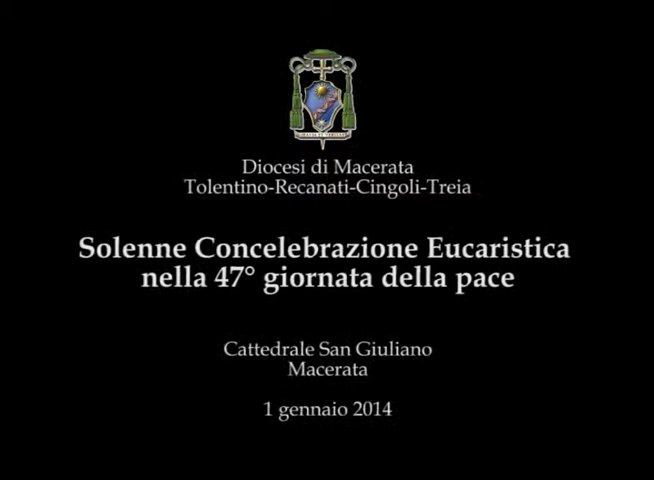 Diocesi di Macerata
Tolentino-Recanati-Cingoli-Treia
Solenne Concelebrazione Eucaristica
nella 47° giornata della pace
Cattedrale San Giuliano
Macerata
1 gennaio 2014